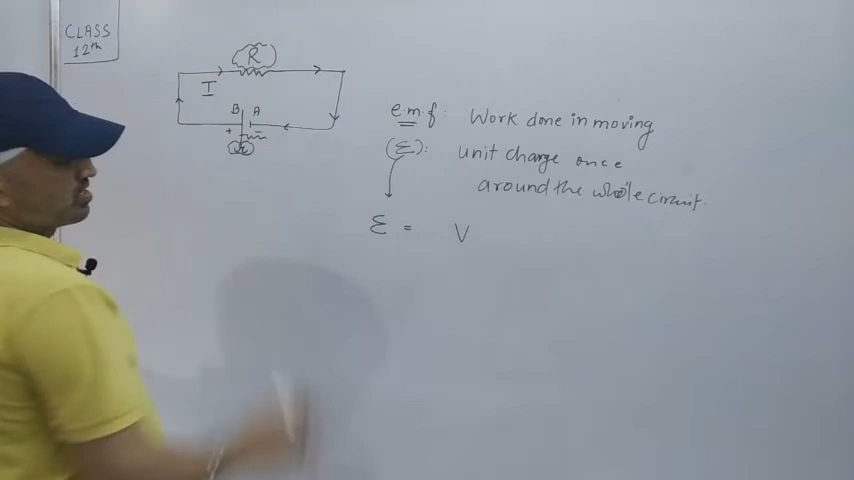 CLASS
12th
R
I
B A
+ -
r
e.m.f: Work done in moving
(ε): unit charge once
around the whole circuit.
ε = V